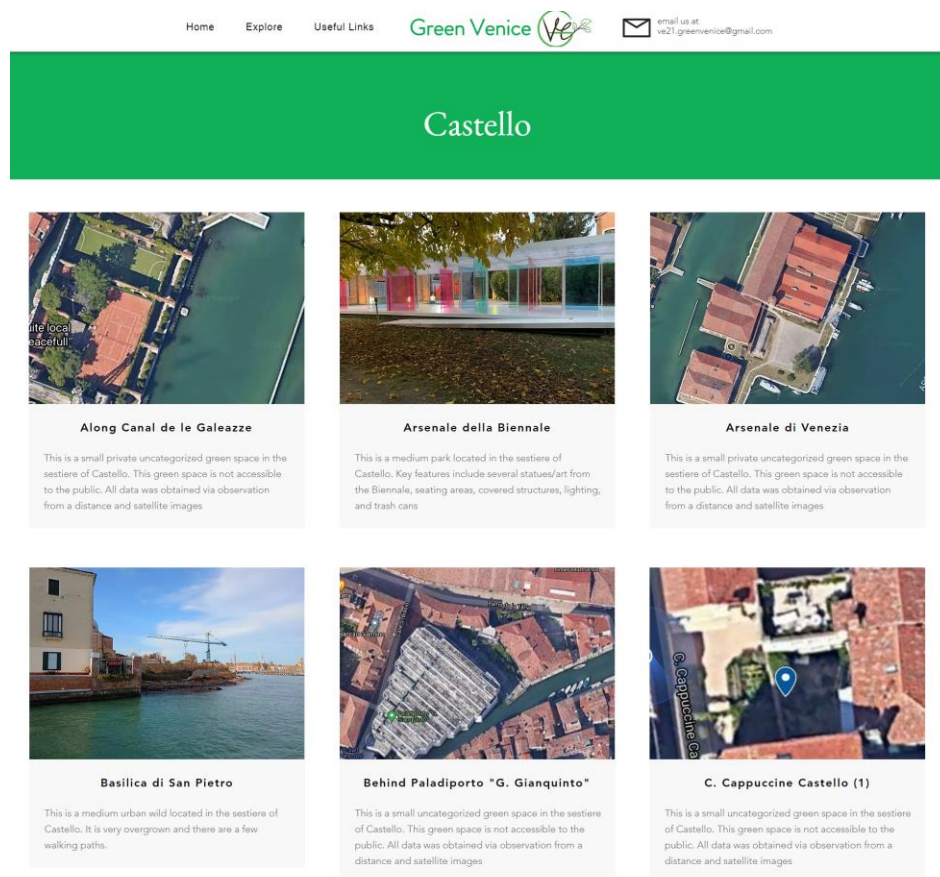 Home Explore Useful Links Green Venice email us at
ve21.greenvenice@gmail.com
Castello
Along Canal de le Galeazze
This is a small private uncategorized green space in the
sestiere of Castello. This green space is not accessible
to the public. All data was obtained via observation
from a distance and satellite images
Arsenale della Biennale
This is a medium park located in the sestiere of
Castello. Key features include several statues/art from
the Biennale, seating areas, covered structures, lighting,
and trash cans
Arsenale di Venezia
This is a small private uncategorized green space in the
sestiere of Castello. This green space is not accessible
to the public. All data was obtained via observation
from a distance and satellite images
Basilica di San Pietro
This is a medium urban wild located in the sestiere of
Castello. It is very overgrown and there are a few
walking paths.
Behind Paladiporto "G. Gianquinto"
This is a small uncategorized green space in the sestiere
of Castello. This green space is not accessible to the
public. All data was obtained via observation from a
distance and satellite images
C. Cappuccine Ca
C. Cappuccine Castello (1)
This is a small uncategorized green space in the sestiere
of Castello. This green space is not accessible to the
public. All data was obtained via observation from a
distance and satellite images